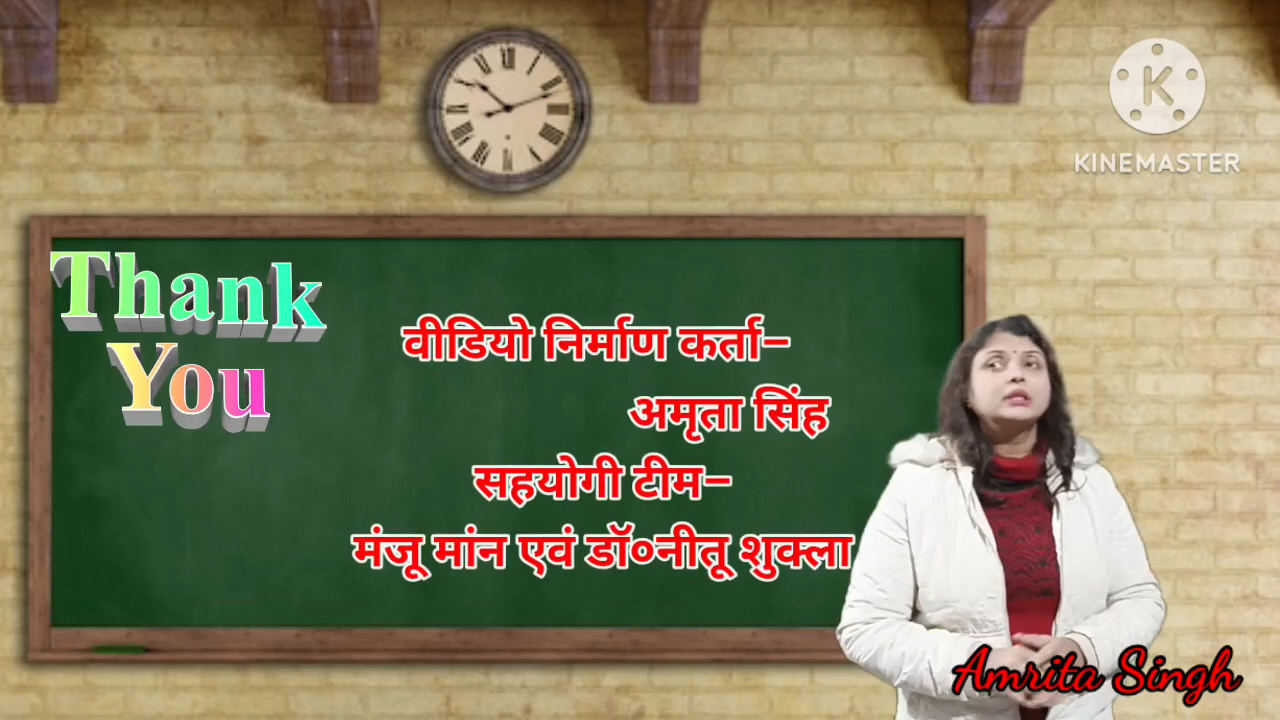 KINEMASTER
Thank
You
वीडियो निर्माण कर्ता–
अमृता सिंह
सहयोगी टीम–
मंजू मांन एवं डॉ०नीतू शुक्ला
Amrita Singh